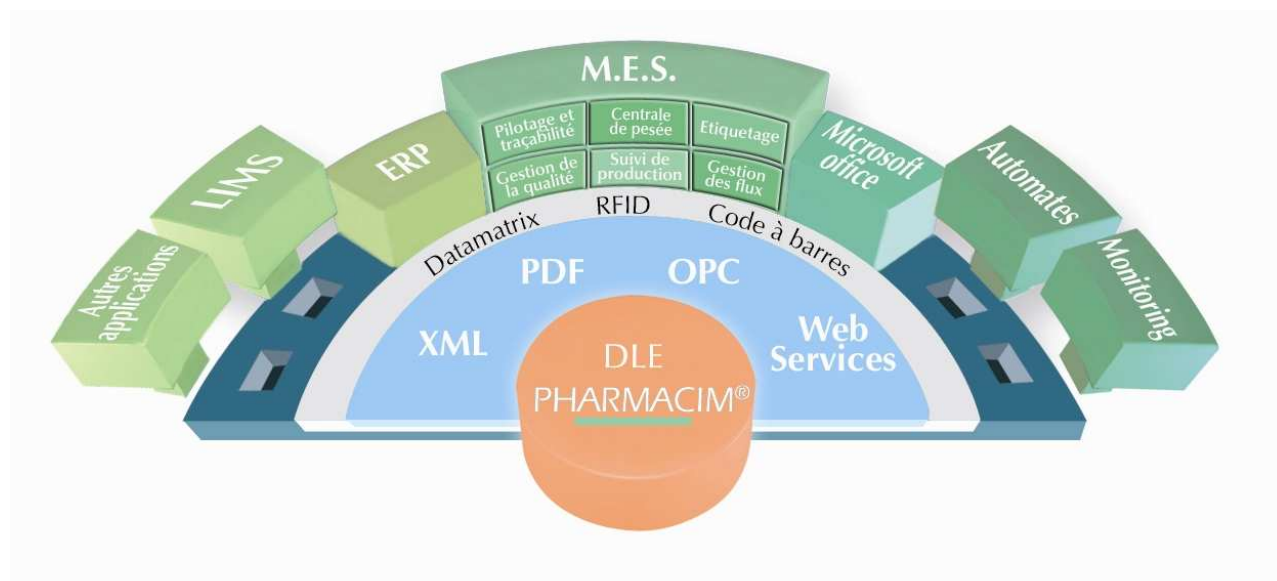 M.E.S.
Pilotage et
traçabilité
Centrale
de pesée
Etiquetage
Gestion de
la qualité
Suivi de
production
Gestion
des flux
Autres
applications
LIMS
ERP
Microsoft
office
Automates
Monitoring
Datamatrix
RFID
Code à barres
XML
PDF
OPC
Web
Services
DLE
PHARMACIM®